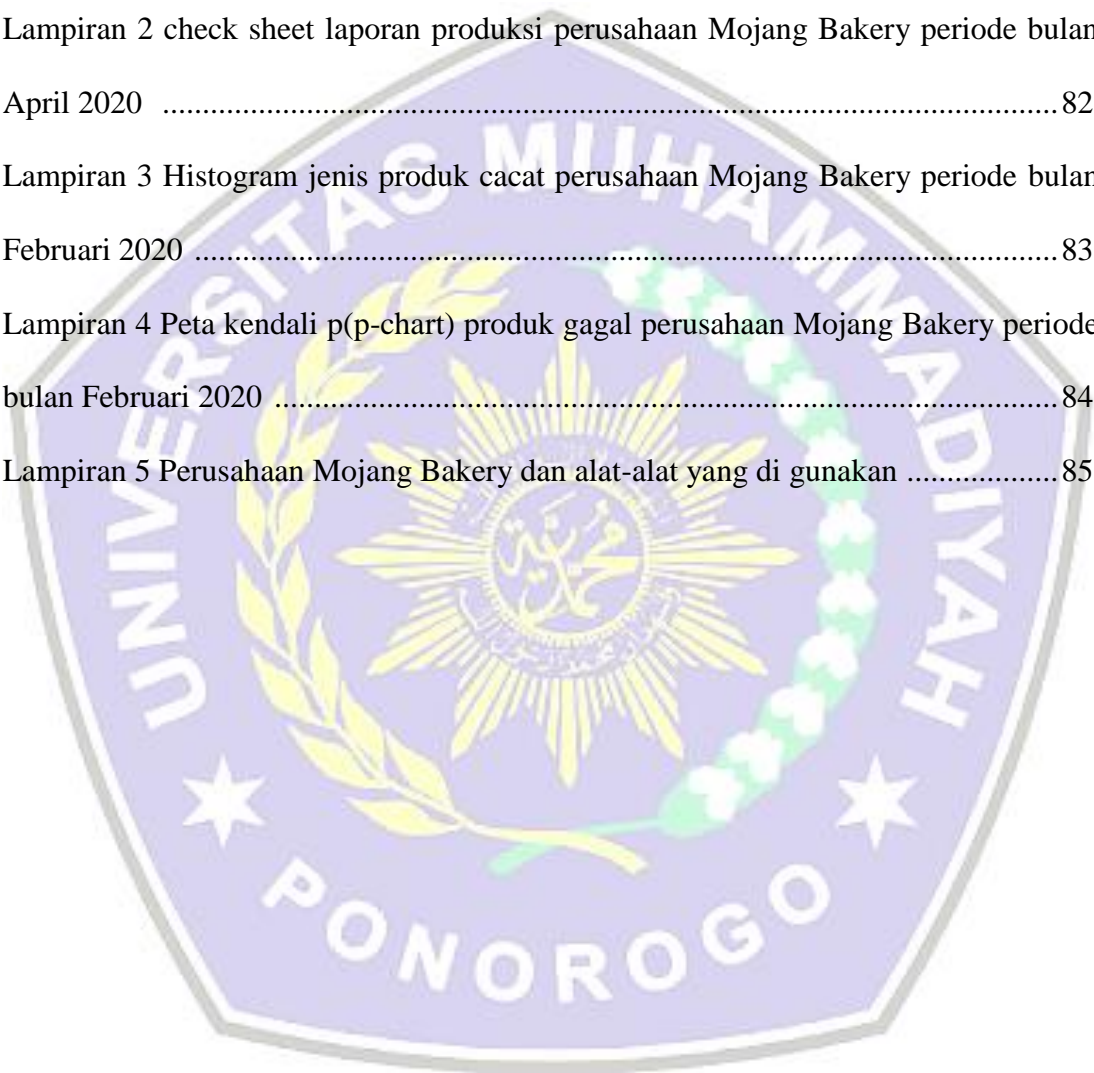 Lampiran 2 check sheet laporan produksi perusahaan Mojang Bakery periode bulan
April 2020 ........................................................................................................ 82
Lampiran 3 Histogram jenis produk cacat perusahaan Mojang Bakery periode bulan
Februari 2020 .................................................................................................... 83
Lampiran 4 Peta kendali p(p-chart) produk gagal perusahaan Mojang Bakery periode
bulan Februari 2020 .......................................................................................... 84
Lampiran 5 Perusahaan Mojang Bakery dan alat-alat yang di gunakan .................. 85
UNIVERSITAS MUHAMMADIYAH
PONOROGO